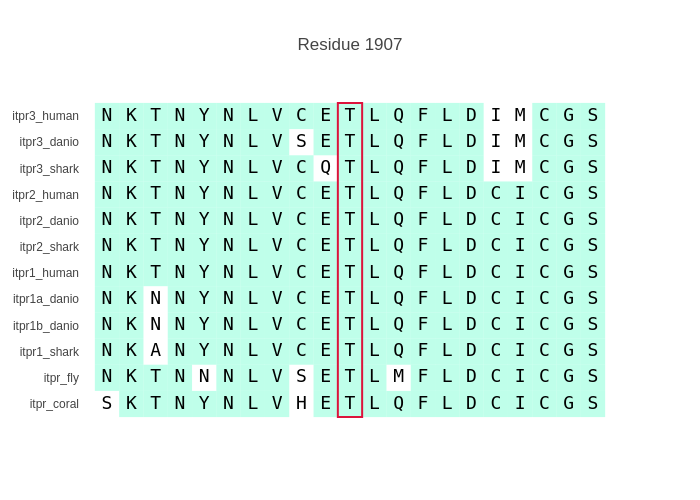 Residue 1907
itpr3_human N K T N Y N L V C E T L Q F L D I M C G S
itpr3_danio N K T N Y N L V S E T L Q F L D I M C G S
itpr3_shark N K T N Y N L V C Q T L Q F L D I M C G S
itpr2_human N K T N Y N L V C E T L Q F L D C I C G S
itpr2_danio N K T N Y N L V C E T L Q F L D C I C G S
itpr2_shark N K T N Y N L V C E T L Q F L D C I C G S
itpr1_human N K T N Y N L V C E T L Q F L D C I C G S
itpr1a_danio N K N N Y N L V C E T L Q F L D C I C G S
itpr1b_danio N K N N Y N L V C E T L Q F L D C I C G S
itpr1_shark N K A N Y N L V C E T L Q F L D C I C G S
itpr_fly N K T N N N L V S E T L M F L D C I C G S
itpr_coral S K T N Y N L V H E T L Q F L D C I C G S